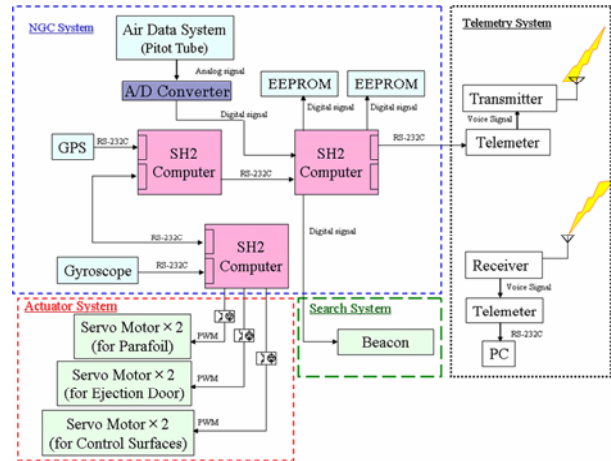 NGC System
Air Data System
(Pitot Tube)
Analog signal
A/D Converter
Digital signal
EEPROM
EEPROM
Digital signal
Digital signal
GPS
RS-232C
SH2
Computer
RS-232C
SH2
Computer
RS-232C
RS-232C
SH2
Computer
Gyroscope
RS-232C
Digital signal
Telemetry System
Transmitter
Voice Signal
Telemeter
Receiver
Voice Signal
Telemeter
RS-232C
PC
Actuator System
Servo Motor×2
(for Parafoil)
PWM
Servo Motor×2
(for Ejection Door)
PWM
Servo Motor×2
(for Control Surfaces)
PWM
Search System
Beacon